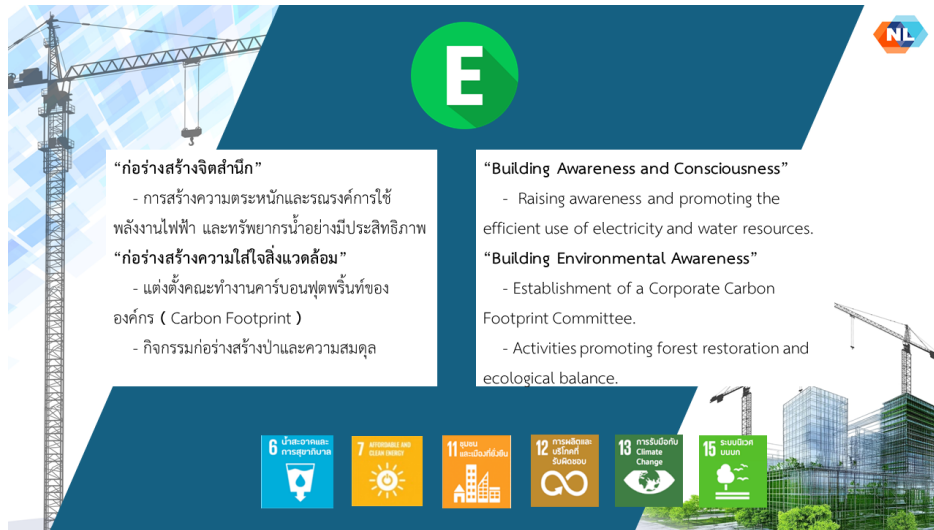 NL
E
“ก่อร่างสร้างจิตสำนึก”
- การสร้างความตระหนักและรณรงค์การใช้
พลังงานไฟฟ้า และทรัพยากรน้ำอย่างมีประสิทธิภาพ
“ก่อร่างสร้างความใส่ใจสิ่งแวดล้อม”
- แต่งตั้งคณะทำงานคาร์บอนฟุตพริ้นท์ของ
องค์กร ( Carbon Footprint )
- กิจกรรมก่อร่างสร้างป่าและความสมดุล
“Building Awareness and Consciousness”
- Raising awareness and promoting the
efficient use of electricity and water resources.
“Building Environmental Awareness”
- Establishment of a Corporate Carbon
Footprint Committee.
- Activities promoting forest restoration and
ecological balance.
6 น้ำสะอาดและ
การสุขาภิบาล
7 AFFORDABLE AND
CLEAN ENERGY
11 ชุมชน
และเมืองที่ยั่งยืน
12 การผลิตและ
บริโภคที่
รับผิดชอบ
13 การรับมือกับ
Climate
Change
15 ระบบนิเวศ
บนบก